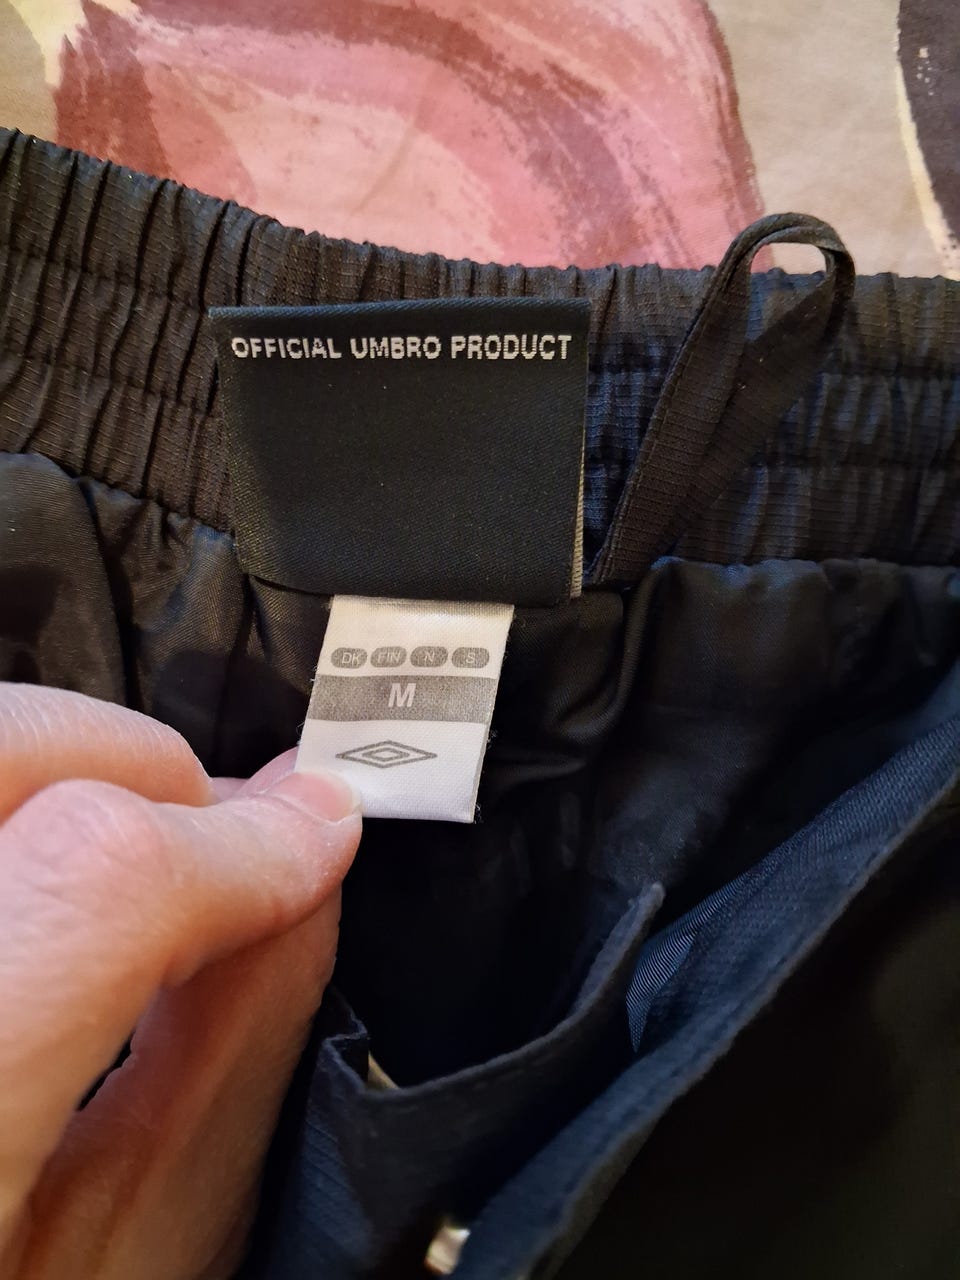 OFFICIAL UMBRO PRODUCT
DK FIN N S
M